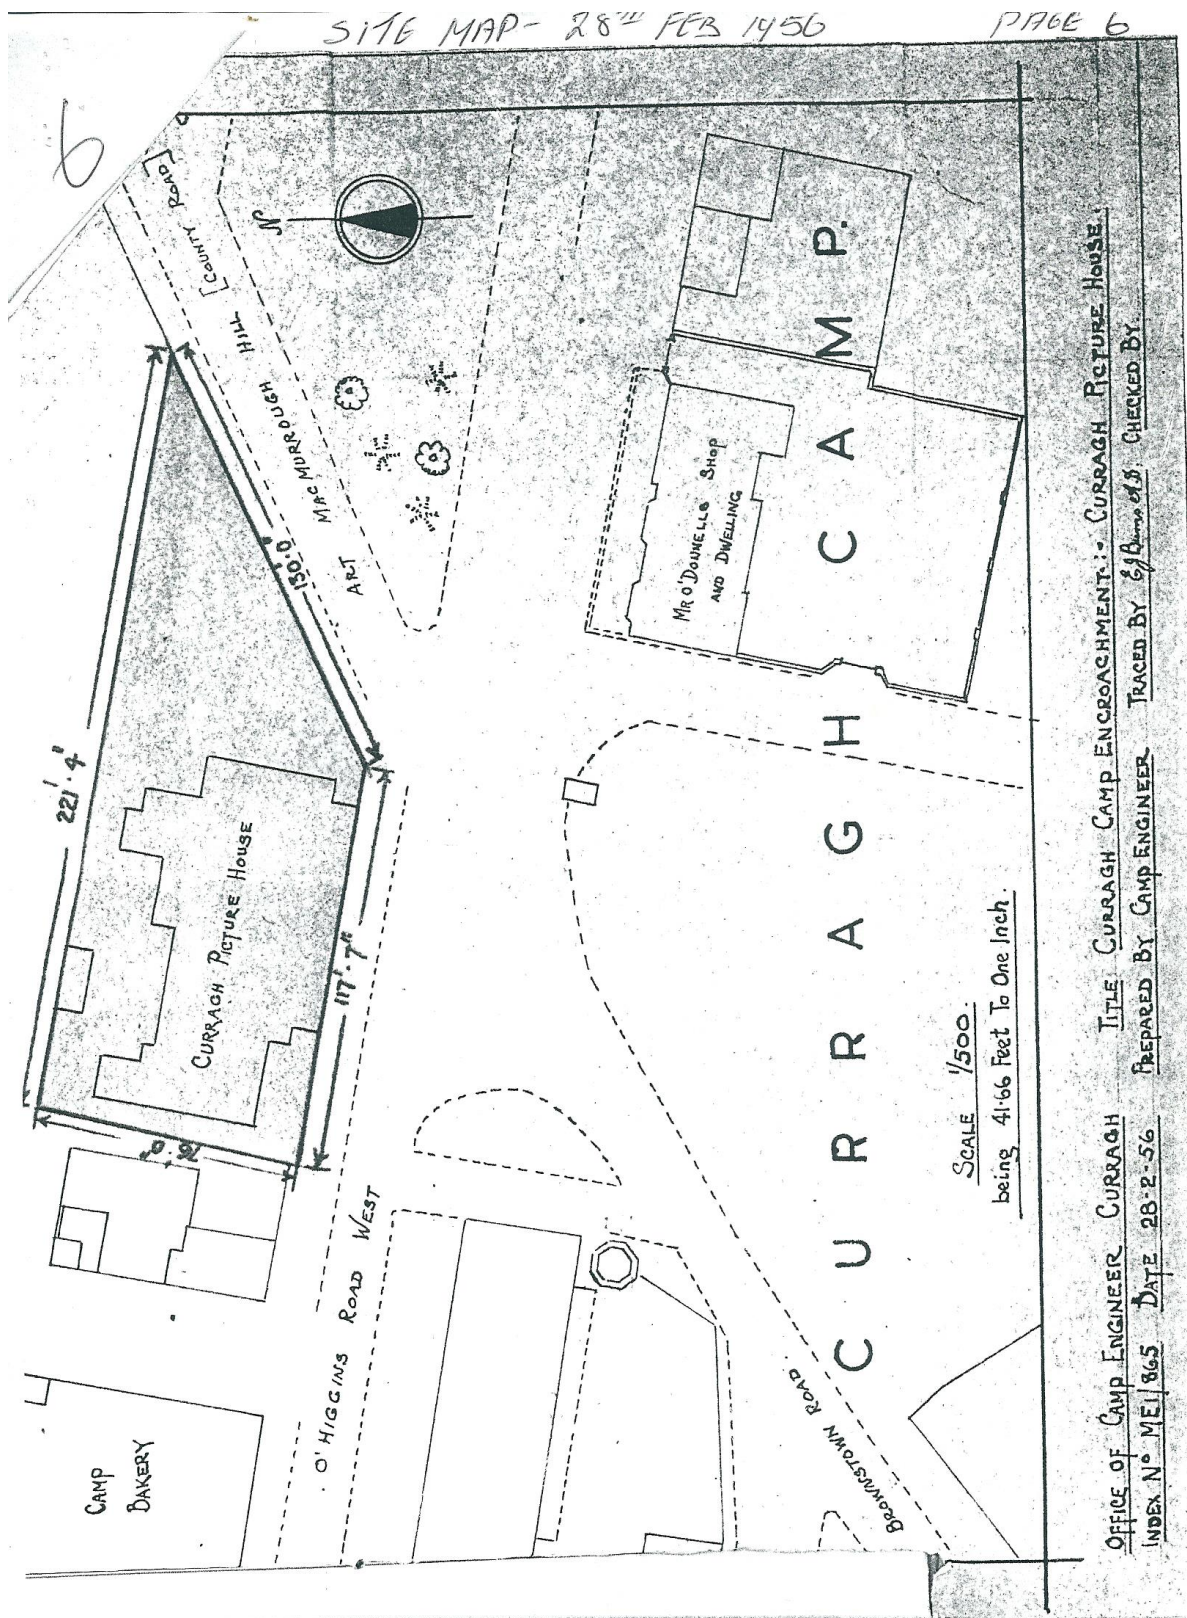 SITE MAP - 28TH FEB 1956 PAGE 6
6
[COUNTY ROAD]
N
ART MACMURROUGH HILL
221'.4"
130'.0"
117'.7"
76'.0"
CURRAGH PICTURE HOUSE
MR O'DONNELLS SHOP
AND DWELLING
CURRAGH CAMP.
CAMP
BAKERY
O'HIGGINS ROAD WEST
BROWNSTOWN ROAD.
SCALE 1/500.
being 41.66 Feet To One Inch.
OFFICE OF CAMP ENGINEER CURRAGH TITLE: CURRAGH CAMP ENCROACHMENT:- CURRAGH PICTURE HOUSE.
INDEX No MEI/865 DATE 28-2-56 PREPARED BY CAMP ENGINEER TRACED BY CHECKED BY.